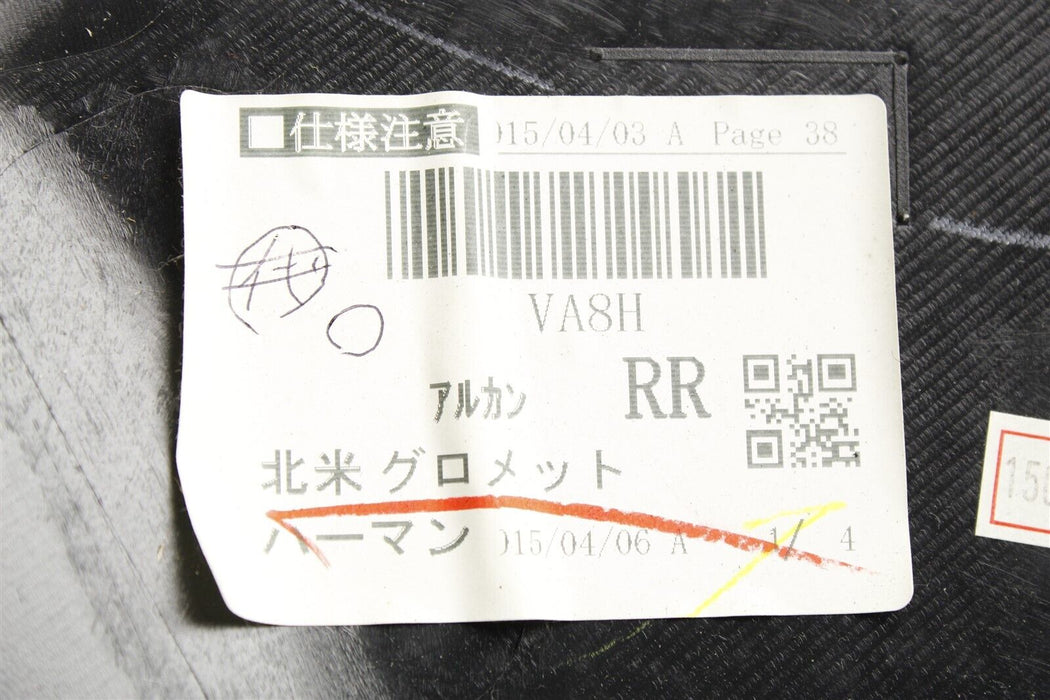 ■仕様注意 015/04/03 A Page 38
VA8H
アルカン RR
北米グロメット
ハーマン 015/04/06 A 1/ 4
150